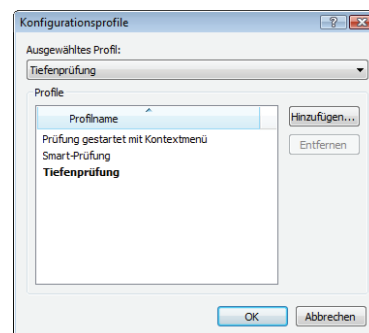 Konfigurationsprofile
Ausgewähltes Profil:
Tiefenprüfung
Profile
Profilname
Hinzufügen...
Prüfung gestartet mit Kontextmenü
Entfernen
Smart-Prüfung
Tiefenprüfung
OK
Abbrechen